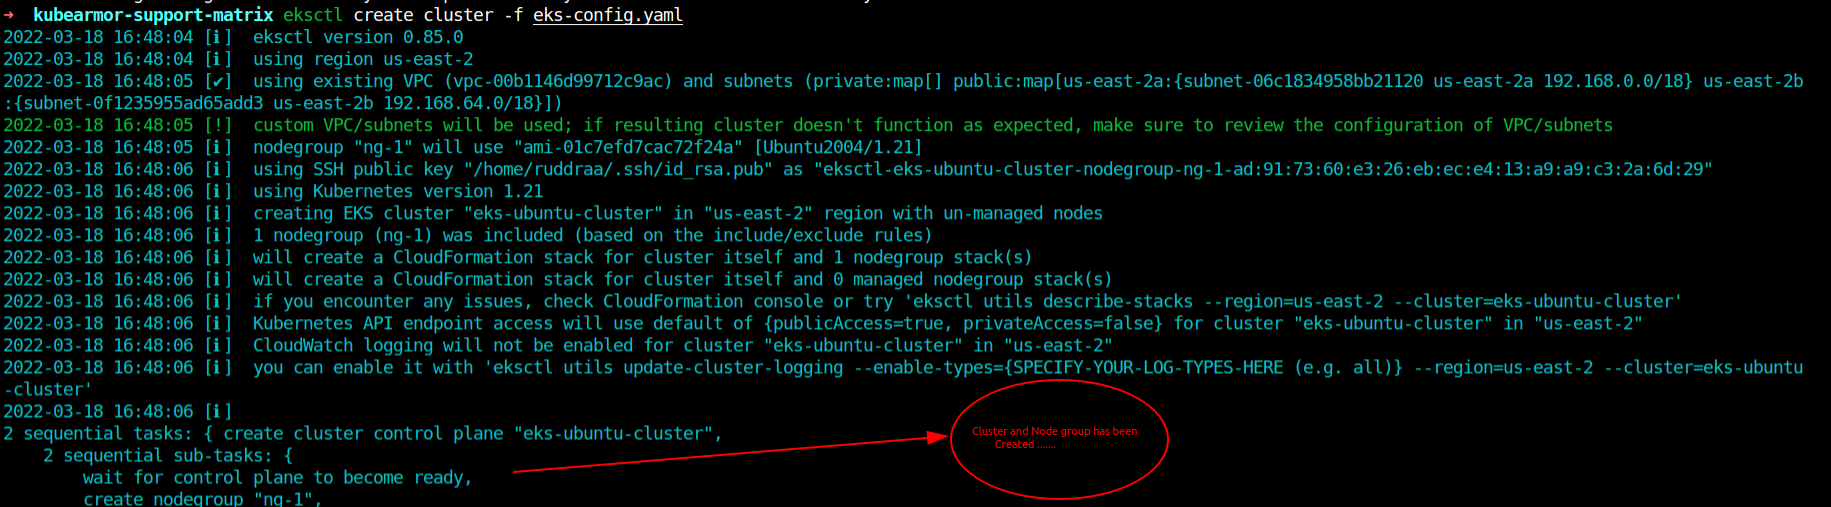 → kubearmor-support-matrix eksctl create cluster -f eks-config.yaml
2022-03-18 16:48:04 [ℹ]  eksctl version 0.85.0
2022-03-18 16:48:04 [ℹ]  using region us-east-2
2022-03-18 16:48:05 [✔]  using existing VPC (vpc-00b1146d99712c9ac) and subnets (private:map[] public:map[us-east-2a:{subnet-06c1834958bb21120 us-east-2a 192.168.0.0/18} us-east-2b
:{subnet-0f1235955ad65add3 us-east-2b 192.168.64.0/18}])
2022-03-18 16:48:05 [!]  custom VPC/subnets will be used; if resulting cluster doesn't function as expected, make sure to review the configuration of VPC/subnets
2022-03-18 16:48:05 [ℹ]  nodegroup "ng-1" will use "ami-01c7efd7cac72f24a" [Ubuntu2004/1.21]
2022-03-18 16:48:06 [ℹ]  using SSH public key "/home/ruddraa/.ssh/id_rsa.pub" as "eksctl-eks-ubuntu-cluster-nodegroup-ng-1-ad:91:73:60:e3:26:eb:ec:e4:13:a9:a9:c3:2a:6d:29"
2022-03-18 16:48:06 [ℹ]  using Kubernetes version 1.21
2022-03-18 16:48:06 [ℹ]  creating EKS cluster "eks-ubuntu-cluster" in "us-east-2" region with un-managed nodes
2022-03-18 16:48:06 [ℹ]  1 nodegroup (ng-1) was included (based on the include/exclude rules)
2022-03-18 16:48:06 [ℹ]  will create a CloudFormation stack for cluster itself and 1 nodegroup stack(s)
2022-03-18 16:48:06 [ℹ]  will create a CloudFormation stack for cluster itself and 0 managed nodegroup stack(s)
2022-03-18 16:48:06 [ℹ]  if you encounter any issues, check CloudFormation console or try 'eksctl utils describe-stacks --region=us-east-2 --cluster=eks-ubuntu-cluster'
2022-03-18 16:48:06 [ℹ]  Kubernetes API endpoint access will use default of {publicAccess=true, privateAccess=false} for cluster "eks-ubuntu-cluster" in "us-east-2"
2022-03-18 16:48:06 [ℹ]  CloudWatch logging will not be enabled for cluster "eks-ubuntu-cluster" in "us-east-2"
2022-03-18 16:48:06 [ℹ]  you can enable it with 'eksctl utils update-cluster-logging --enable-types={SPECIFY-YOUR-LOG-TYPES-HERE (e.g. all)} --region=us-east-2 --cluster=eks-ubuntu
-cluster'
2022-03-18 16:48:06 [ℹ]
2 sequential tasks: { create cluster control plane "eks-ubuntu-cluster",
    2 sequential sub-tasks: {
        wait for control plane to become ready,
        create nodegroup "ng-1",
Cluster and Node group has been
Created .......